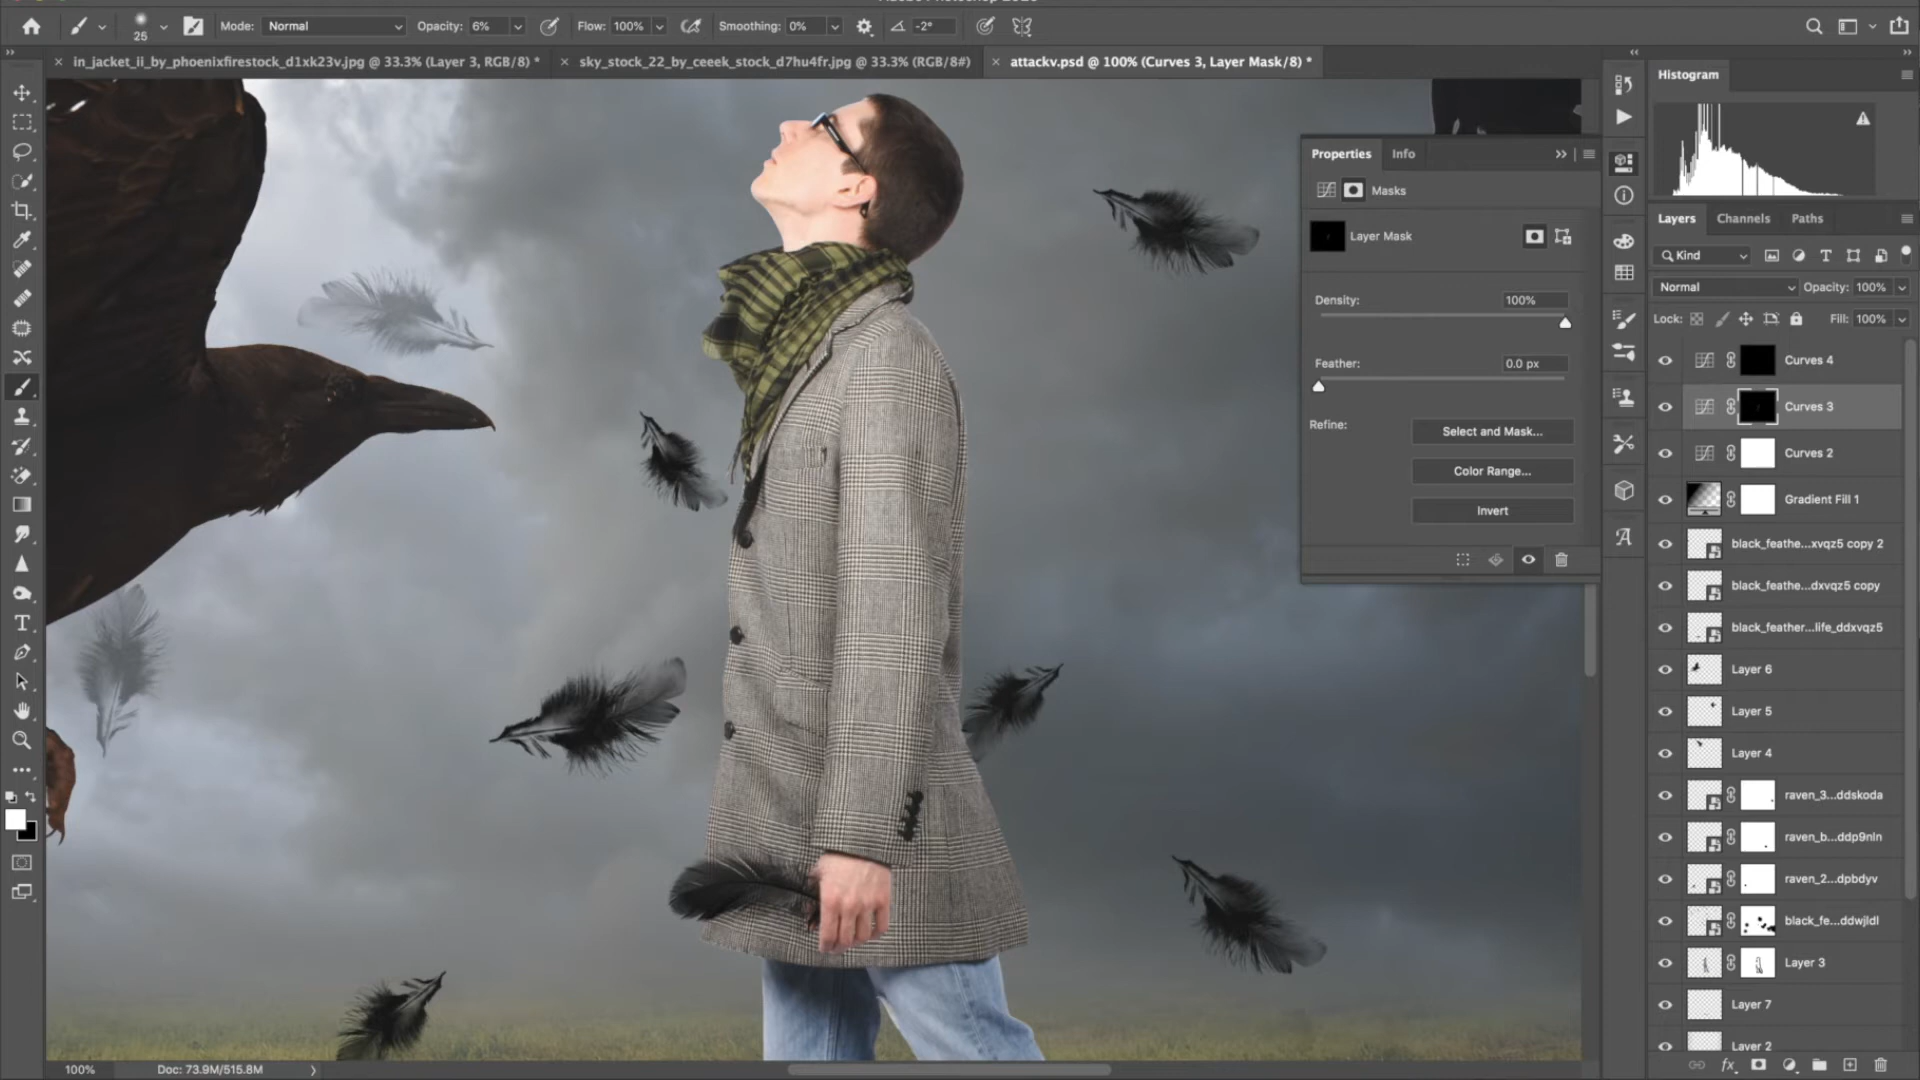 25
Mode: Normal
Opacity: 6%
Flow: 100%
Smoothing: 0%
-2°
in_jacket_ii_by_phoenixfirestock_d1xk23v.jpg @ 33.3% (Layer 3, RGB/8) *
sky_stock_22_by_ceeek_stock_d7hu4fr.jpg @ 33.3% (RGB/8#)
attackv.psd @ 100% (Curves 3, Layer Mask/8) *
Properties
Info
Masks
Layer Mask
Density: 100%
Feather: 0.0 px
Refine:
Select and Mask...
Color Range...
Invert
Histogram
Layers
Channels
Paths
Kind
Normal
Opacity: 100%
Lock:
Fill: 100%
Curves 4
Curves 3
Curves 2
Gradient Fill 1
black_feathe...xvqz5 copy 2
black_feathe...dxvqz5 copy
black_feather...life_ddxvqz5
Layer 6
Layer 5
Layer 4
raven_3...ddskoda
raven_b...ddp9nln
raven_2...dpbdyv
black_fe...ddwjldl
Layer 3
Layer 7
Layer 2
fx
100%
Doc: 73.9M/515.8M